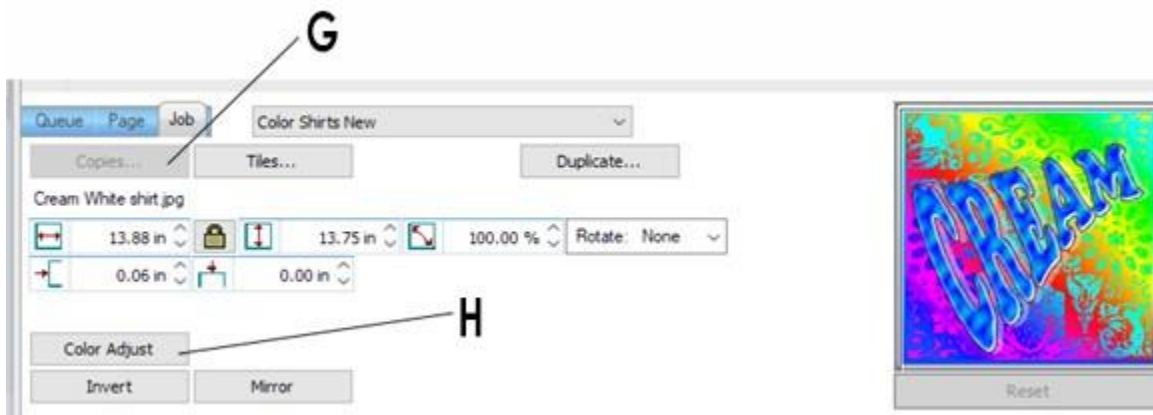 G
Queue Page Job Color Shirts New
Copies... Tiles... Duplicate...
Cream White shirt.jpg
13.88 in 13.75 in 100.00 % Rotate: None
0.06 in 0.00 in
H
Color Adjust
Invert Mirror
CREAM
Reset